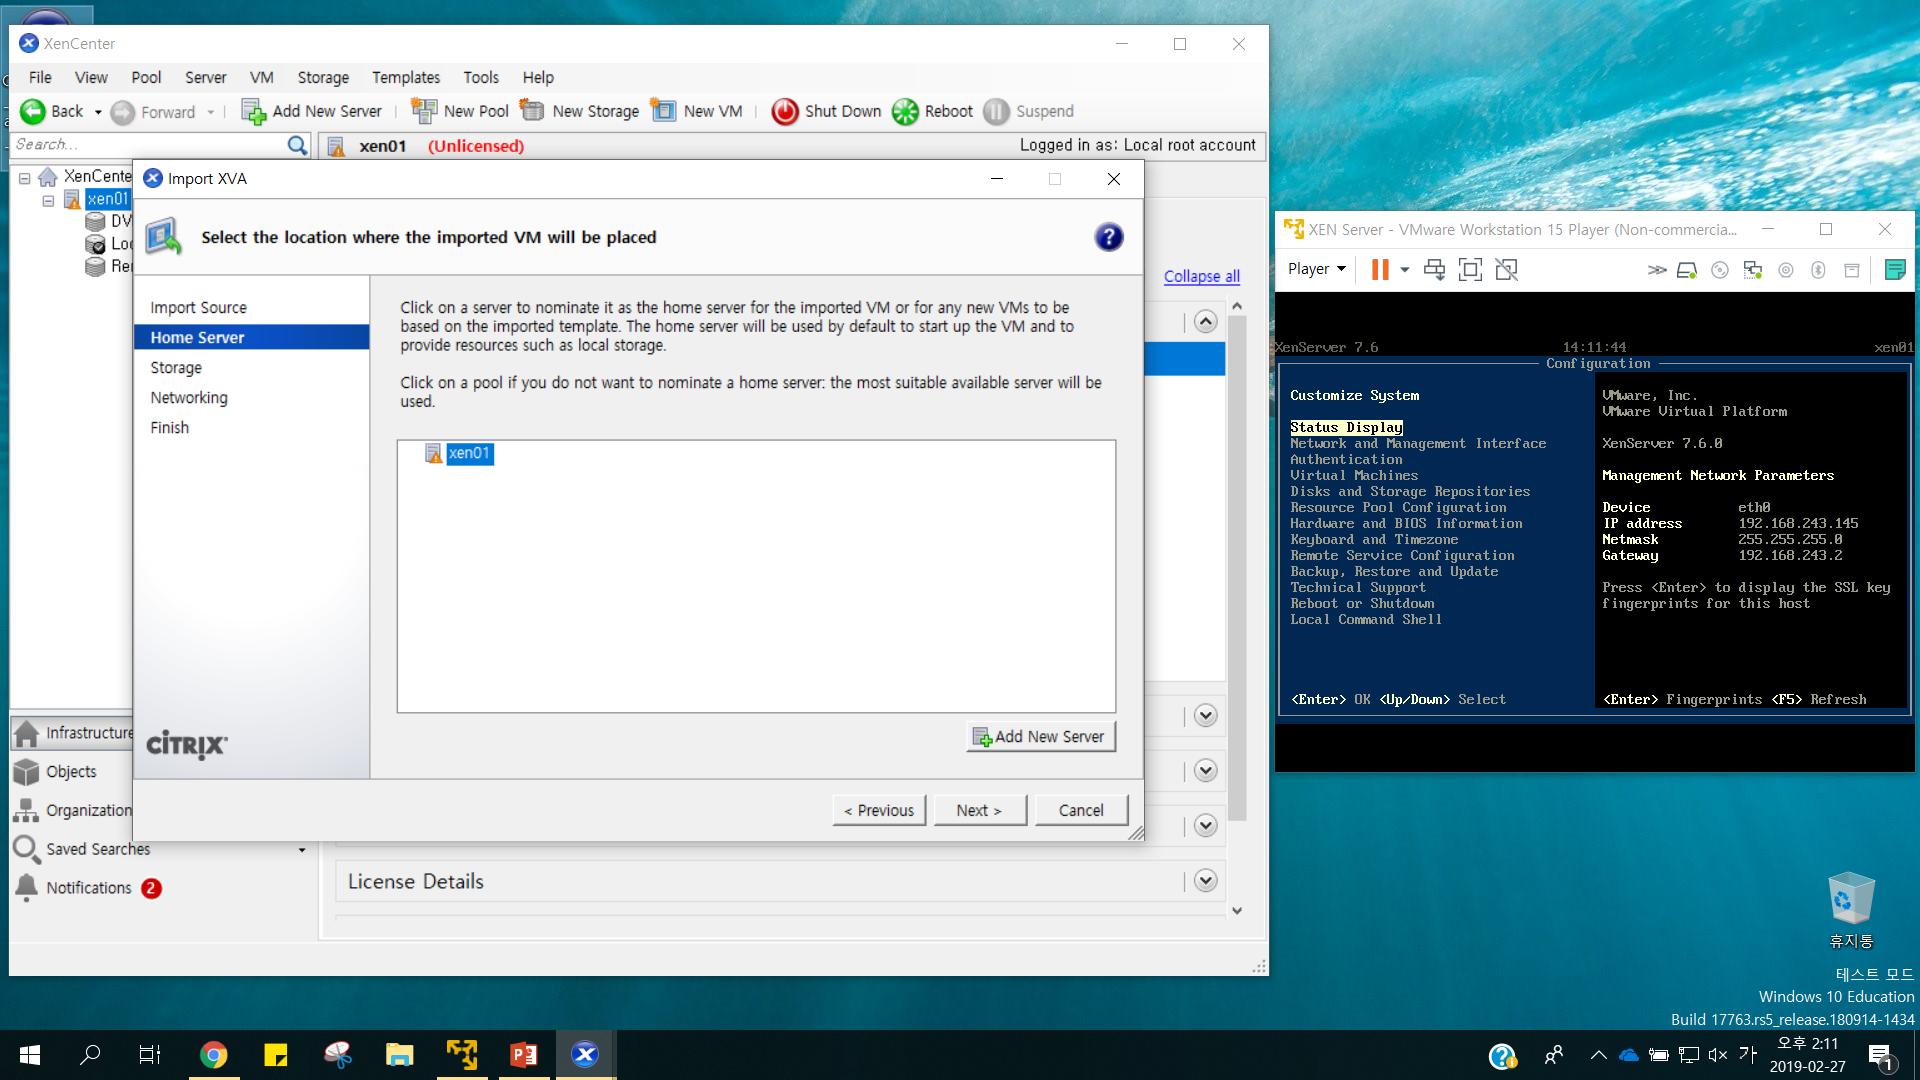 XenCenter
File View Pool Server VM Storage Templates Tools Help
Back Forward Add New Server New Pool New Storage New VM Shut Down Reboot Suspend
Search...
xen01 (Unlicensed)
Logged in as: Local root account
XenCente
xen01
DV
Loc
Re
Infrastructure
Objects
Organization
Saved Searches
Notifications 2
Collapse all
License Details
Import XVA
Select the location where the imported VM will be placed
?
Import Source
Home Server
Storage
Networking
Finish
CİTRIX
Click on a server to nominate it as the home server for the imported VM or for any new VMs to be
based on the imported template. The home server will be used by default to start up the VM and to
provide resources such as local storage.
Click on a pool if you do not want to nominate a home server: the most suitable available server will be
used.
xen01
Add New Server
< Previous Next > Cancel
XEN Server - VMware Workstation 15 Player (Non-commercia...
Player
XenServer 7.6 14:11:44 xen01
Configuration
Customize System
Status Display
Network and Management Interface
Authentication
Virtual Machines
Disks and Storage Repositories
Resource Pool Configuration
Hardware and BIOS Information
Keyboard and Timezone
Remote Service Configuration
Backup, Restore and Update
Technical Support
Reboot or Shutdown
Local Command Shell
<Enter> OK <Up/Down> Select
VMware, Inc.
VMware Virtual Platform
XenServer 7.6.0
Management Network Parameters
Device eth0
IP address 192.168.243.145
Netmask 255.255.255.0
Gateway 192.168.243.2
Press <Enter> to display the SSL key
fingerprints for this host
<Enter> Fingerprints <F5> Refresh
휴지통
테스트 모드
Windows 10 Education
Build 17763.rs5_release.180914-1434
가
오후 2:11
2019-02-27
1